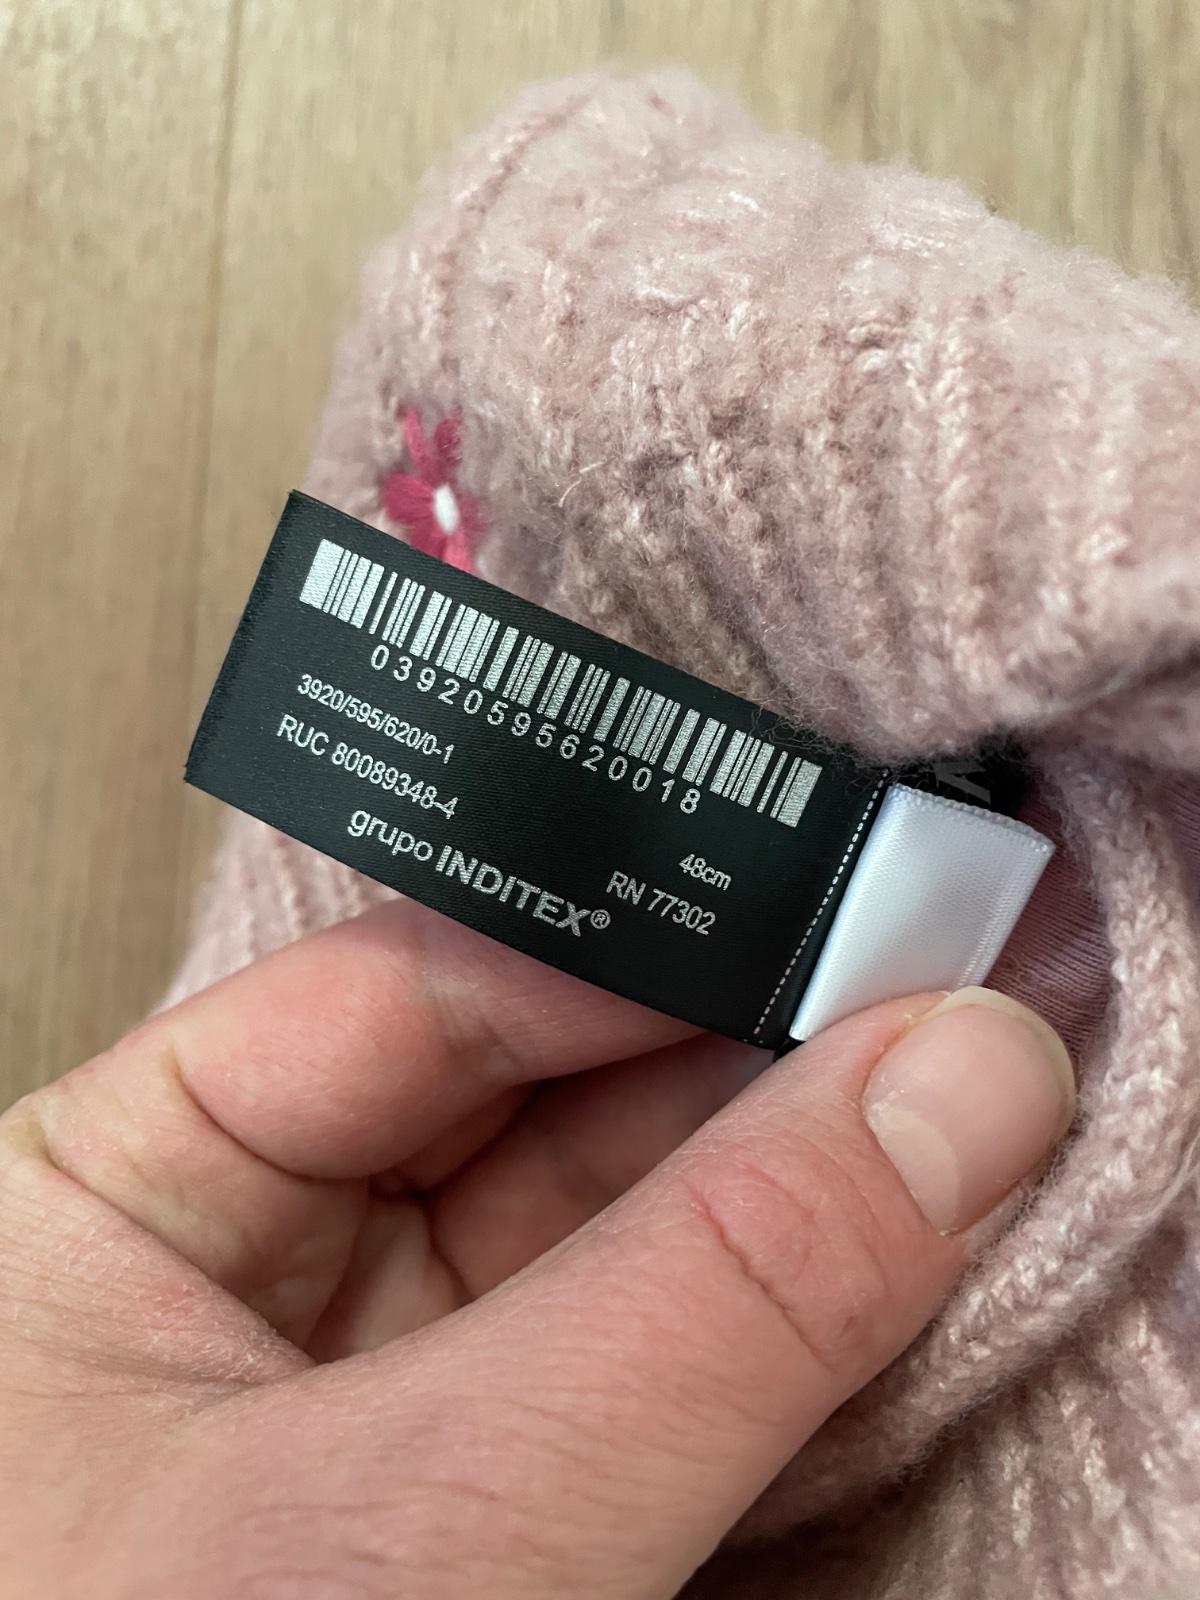 03920595620018
3920/595/620/0-1
RUC 80089348-4
48cm
RN 77302
grupo INDITEX®